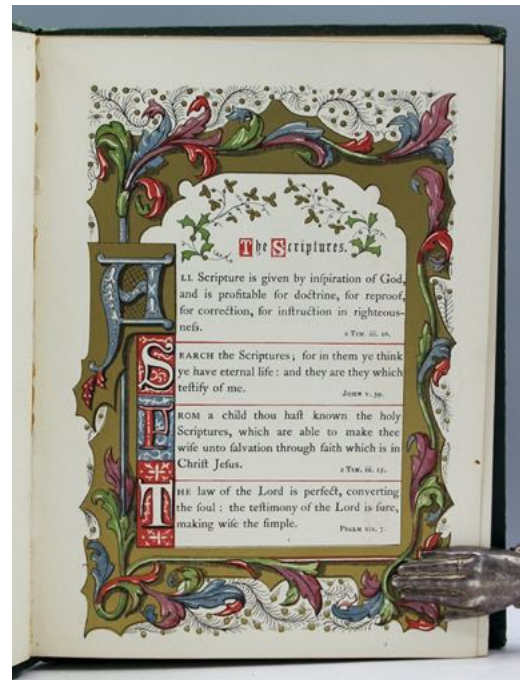 The Scriptures.
ALL Scripture is given by inſpiration of God,
and is profitable for doctrine, for reproof,
for correction, for inſtruction in righteouſ-
neſs.
2 TIM. iii. 16.
SEARCH the Scriptures; for in them ye think
ye have eternal life: and they are they which
teſtify of me.
JOHN v. 39.
FROM a child thou haſt known the holy
Scriptures, which are able to make thee
wiſe unto ſalvation through faith which is in
Chriſt Jeſus.
2 TIM. iii. 15.
THE law of the Lord is perfect, converting
the ſoul: the teſtimony of the Lord is ſure,
making wiſe the ſimple.
PSALM xix. 7.